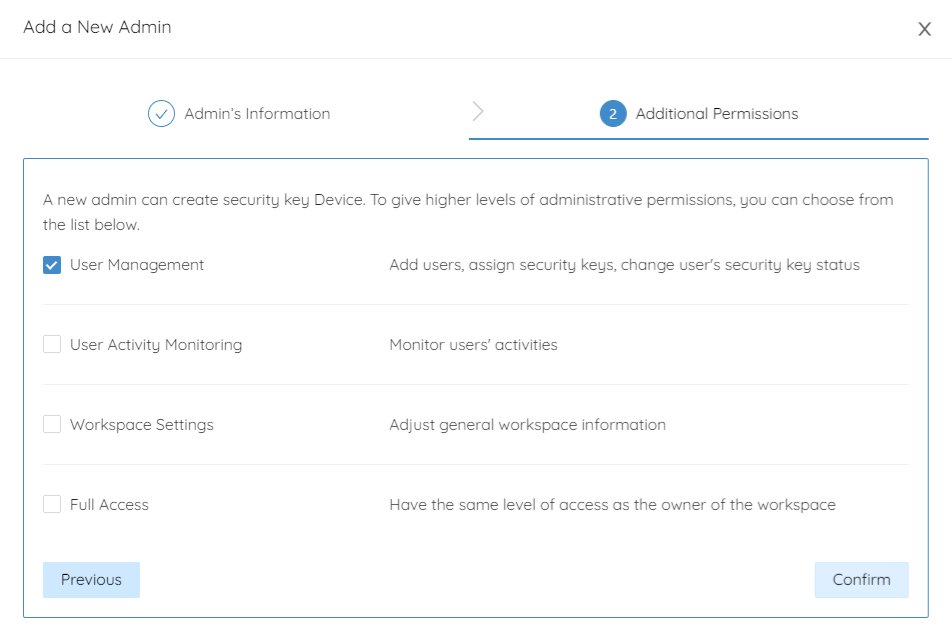 Add a New Admin
X
Admin's Information
2 Additional Permissions
A new admin can create security key Device. To give higher levels of administrative permissions, you can choose from
the list below.
User Management Add users, assign security keys, change user's security key status
User Activity Monitoring Monitor users' activities
Workspace Settings Adjust general workspace information
Full Access Have the same level of access as the owner of the workspace
Previous Confirm